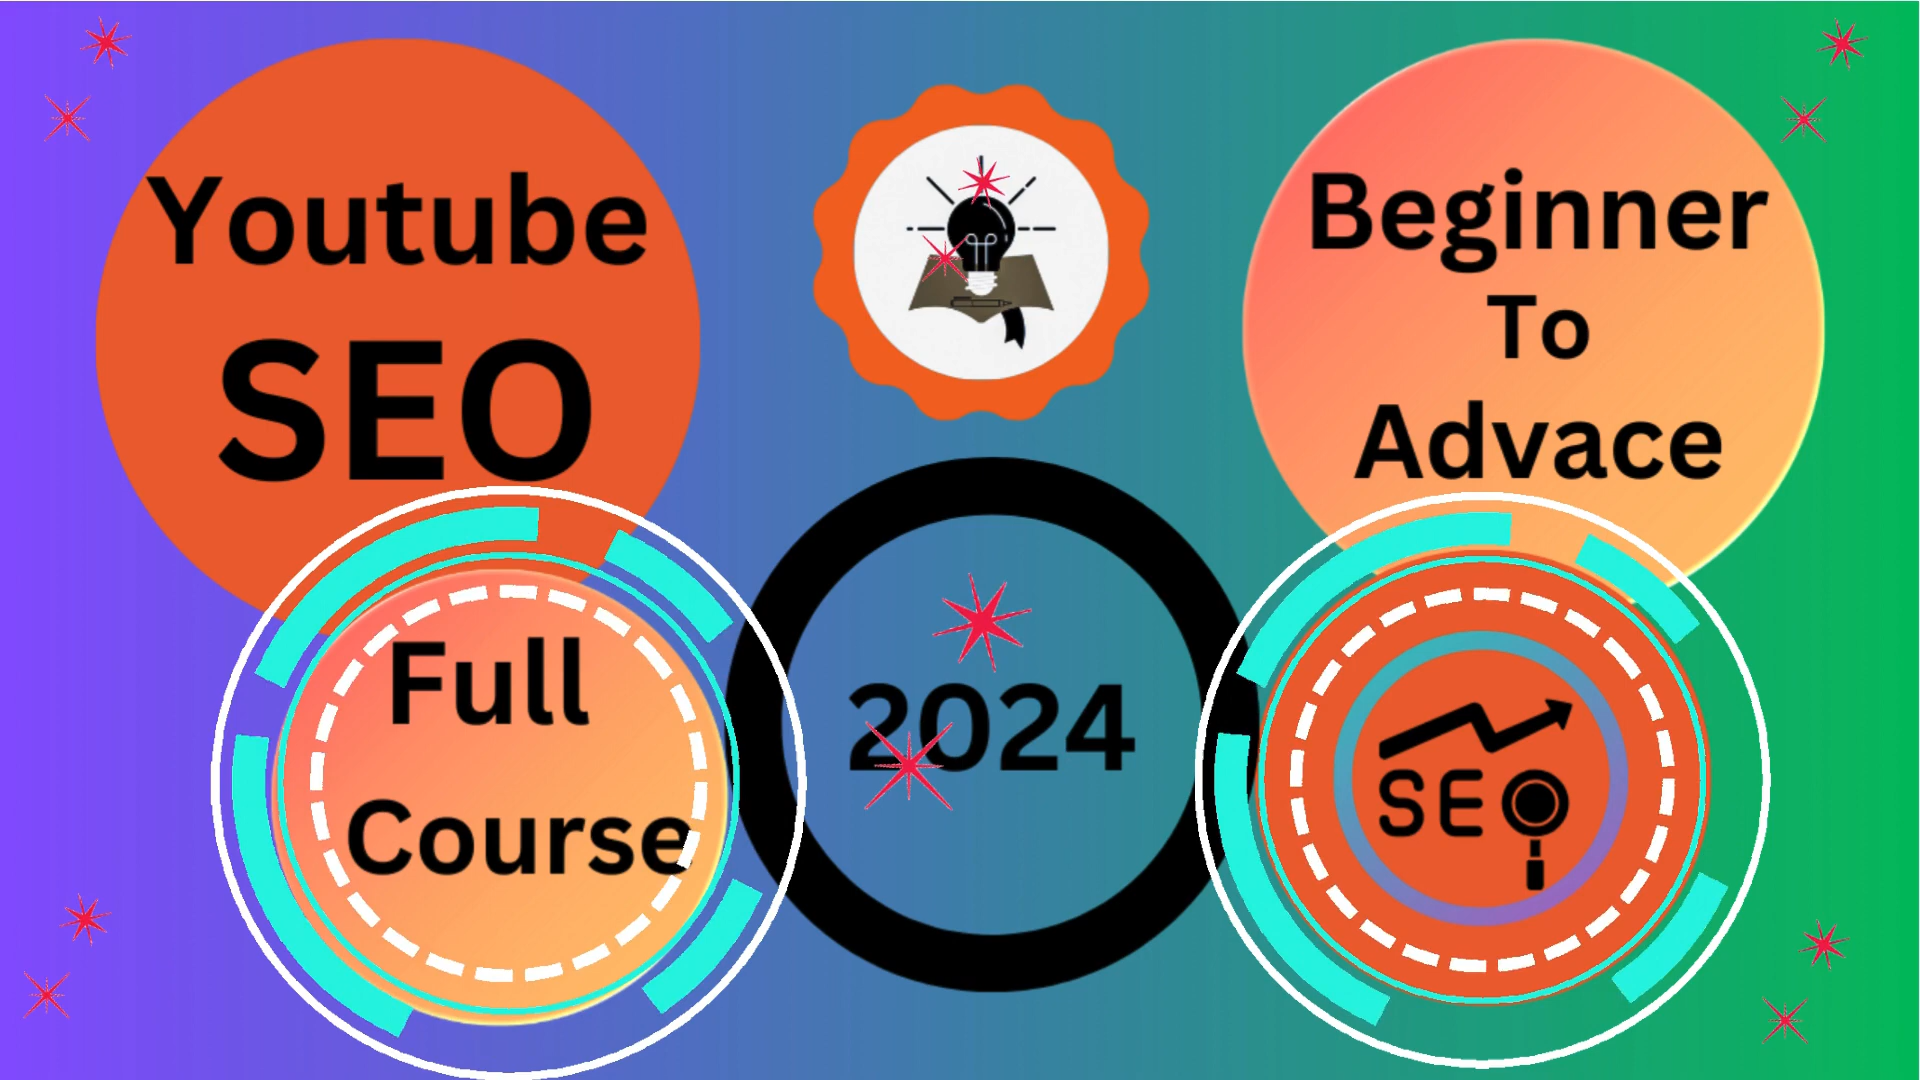 Youtube
SEO
Beginner
To
Advace
Full
Course
2024
SEO